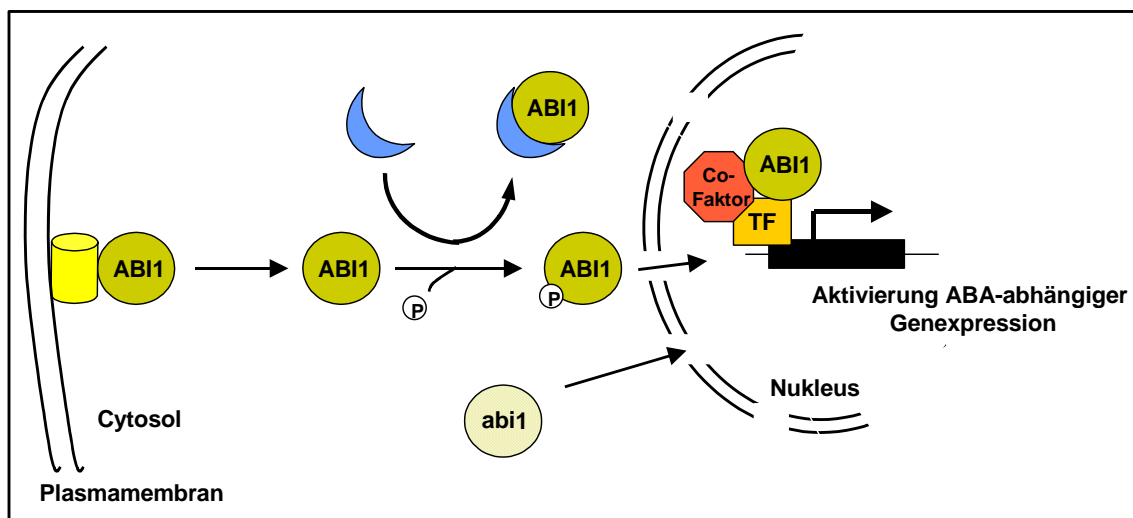 ABI1
ABI1
Co-
Faktor
TF
ABI1
ABI1
P
ABI1
P
Aktivierung ABA-abhängiger
Genexpression
abi1
Nukleus
Cytosol
Plasmamembran